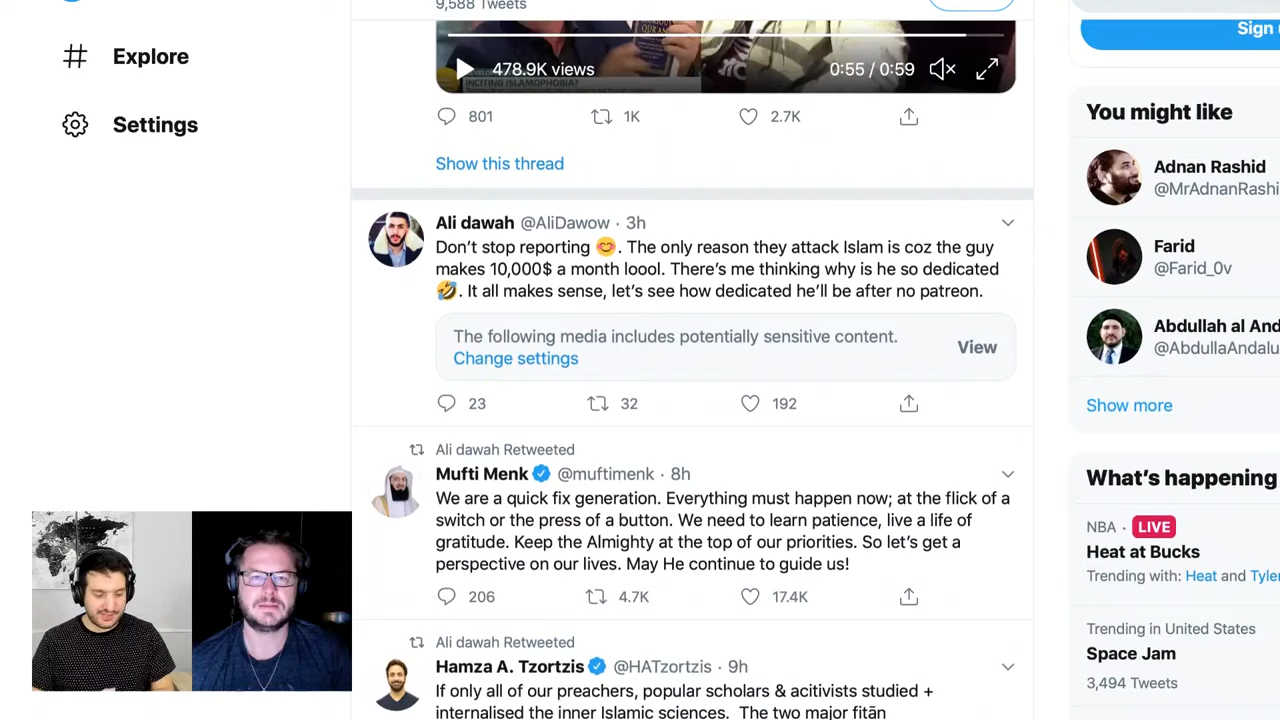 9,588 Tweets
Explore
Settings
478.9K views
0:55 / 0:59
INCITING ISLAMOPHOBIA?
801
1K
2.7K
Show this thread
Ali dawah @AliDawow · 3h
Don't stop reporting 😊. The only reason they attack Islam is coz the guy
makes 10,000$ a month loool. There's me thinking why is he so dedicated
🤣. It all makes sense, let's see how dedicated he'll be after no patreon.
The following media includes potentially sensitive content.
Change settings
View
23
32
192
Ali dawah Retweeted
Mufti Menk @muftimenk · 8h
We are a quick fix generation. Everything must happen now; at the flick of a
switch or the press of a button. We need to learn patience, live a life of
gratitude. Keep the Almighty at the top of our priorities. So let's get a
perspective on our lives. May He continue to guide us!
206
4.7K
17.4K
Ali dawah Retweeted
Hamza A. Tzortzis @HATzortzis · 9h
If only all of our preachers, popular scholars & acitivists studied +
internalised the inner Islamic sciences. The two major fitān
Sign u
You might like
Adnan Rashid
@MrAdnanRashi
Farid
@Farid_0v
Abdullah al And
@AbdullaAndalu
Show more
What's happening
NBA · LIVE
Heat at Bucks
Trending with: Heat and Tyler
Trending in United States
Space Jam
3,494 Tweets